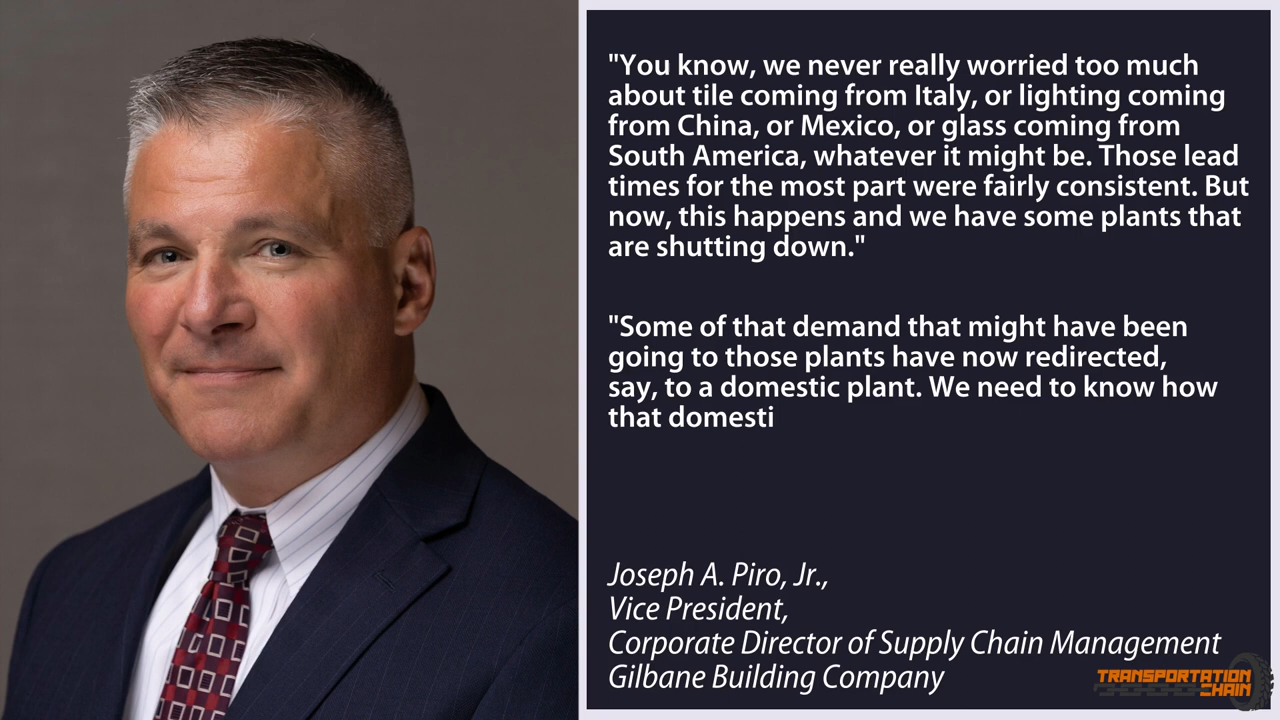 "You know, we never really worried too much
about tile coming from Italy, or lighting coming
from China, or Mexico, or glass coming from
South America, whatever it might be. Those lead
times for the most part were fairly consistent. But
now, this happens and we have some plants that
are shutting down."
"Some of that demand that might have been
going to those plants have now redirected,
say, to a domestic plant. We need to know how
that domesti
Joseph A. Piro, Jr.,
Vice President,
Corporate Director of Supply Chain Management
Gilbane Building Company
TRANSPORTATION
CHAIN